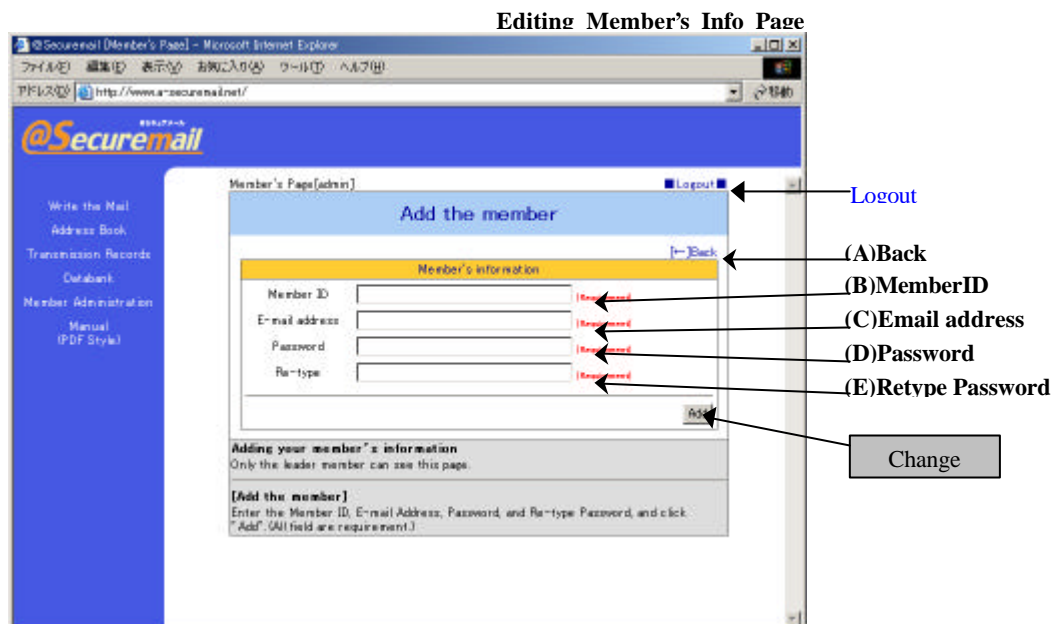 Editing Member's Info Page
@Securemail [Member's Page] - Microsoft Internet Explorer
ファイル(F) 編集(E) 表示(V) お気に入り(A) ツール(T) ヘルプ(H)
アドレス(D) http://www.a-securemail.net/ 移動
@Securemail
Member's Page[admin] ■Logout■
Logout
Write the Mail
Address Book
Transmission Records
Databank
Member Administration
Manual
(PDF Style)
Add the member
[←]Back
(A)Back
Member's information
Member ID
(B)MemberID
E-mail address
(C)Email address
Password
(D)Password
Re-type
(E)Retype Password
Add
Change
Adding your member's information
Only the leader member can see this page.
[Add the member]
Enter the Member ID, E-mail Address, Password, and Re-type Password, and click
"Add".(All field are requirement.)